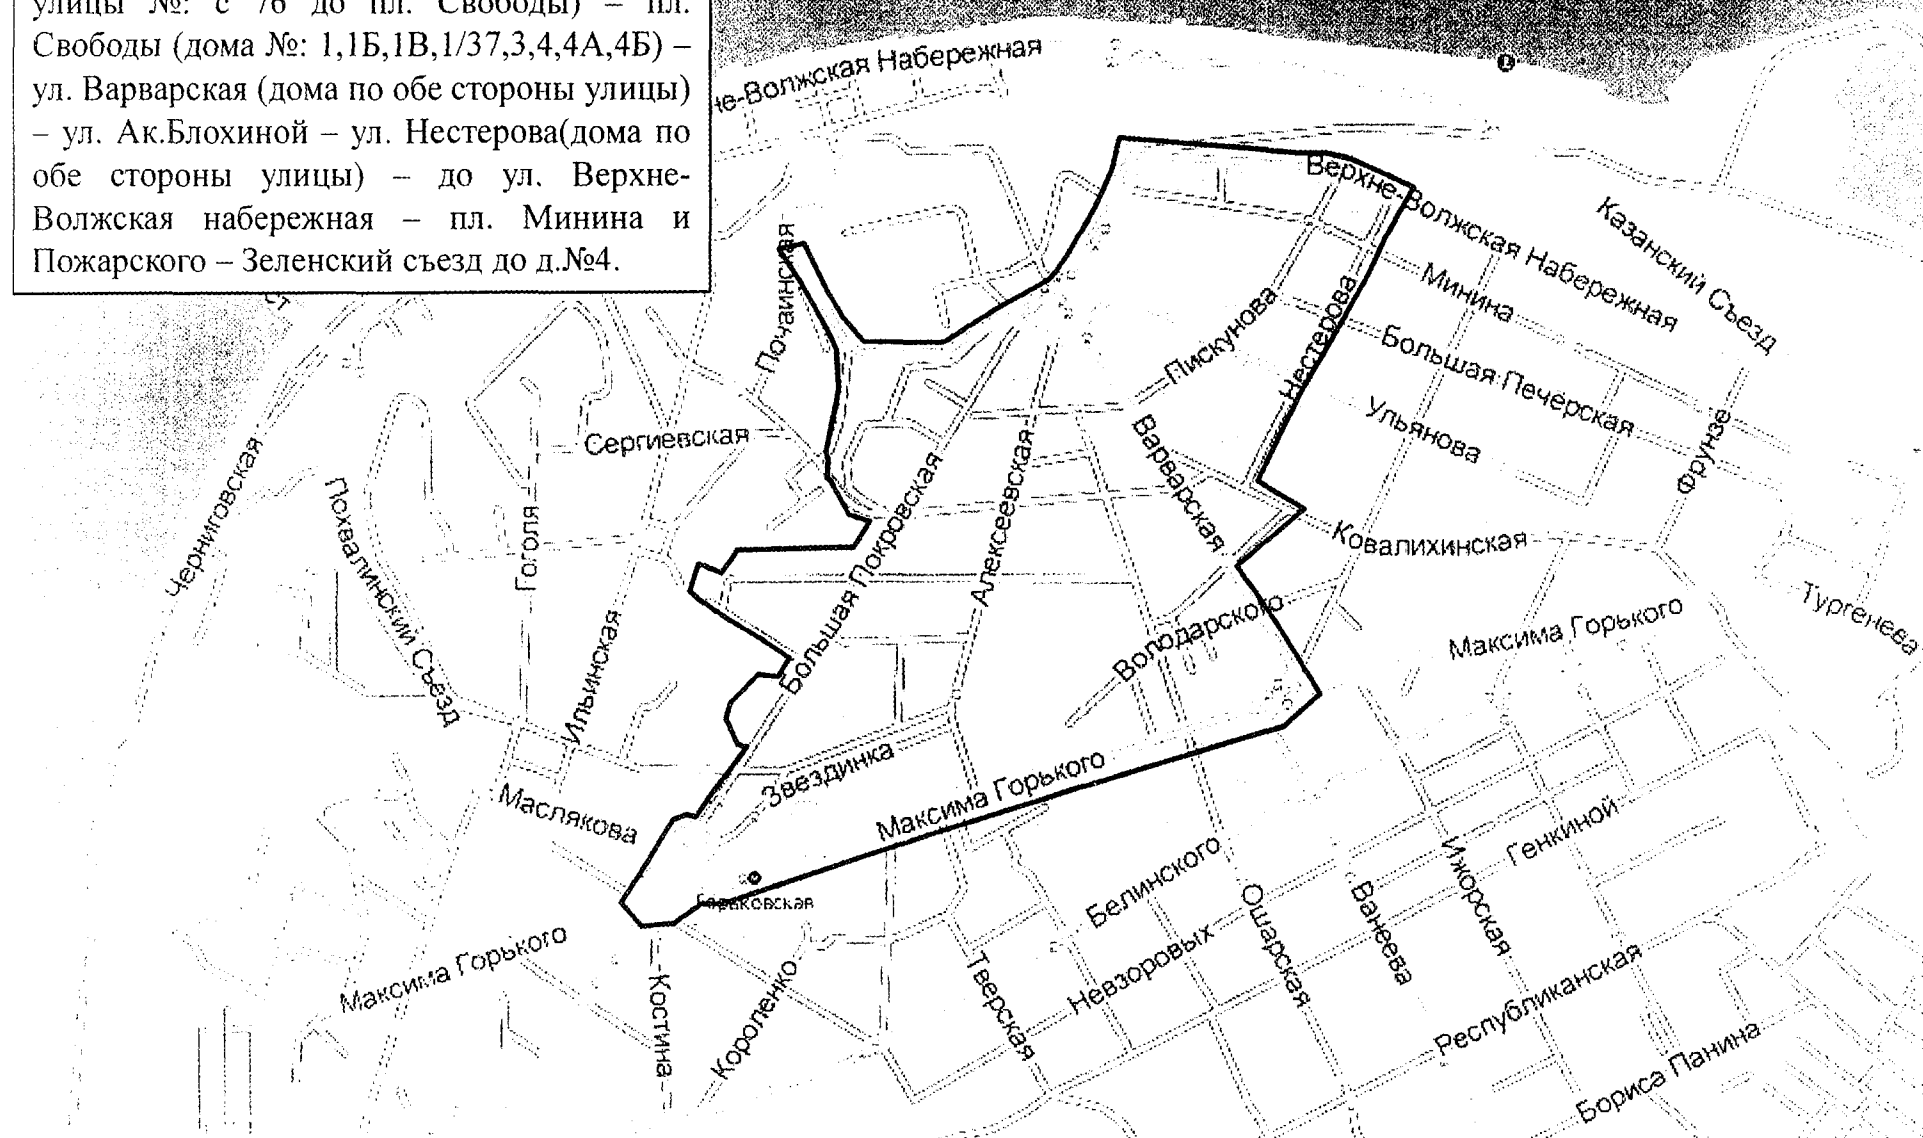 улицы №: с 76 до пл. Свободы) – пл.
Свободы (дома №: 1,1Б,1В,1/37,3,4,4А,4Б) –
ул. Варварская (дома по обе стороны улицы)
– ул. Ак.Блохиной – ул. Нестерова(дома по
обе стороны улицы) – до ул. Верхне-
Волжская набережная – пл. Минина и
Пожарского – Зеленский съезд до д.№4.
не-Волжская Набережная
Верхне-Волжская Набережная
Казанский Съезд
Почаинская
Минина
Пискунова
Нестерова
Большая Печерская
Ульянова
Фрунзе
Сергиевская
Варварская
Черниговская
Похвалинский Съезд
Гоголя
Большая Покровская
Алексеевская
Ковалихинская
Тургенева
Ильинская
Володарского
Максима Горького
Звездинка
Маслякова
Максима Горького
Генкиной
Ижорская
Белинского
Горьковская
Ошарская
Ванеева
Максима Горького
Невзоровых
Костина
Короленко
Тверская
Республиканская
Бориса Панина